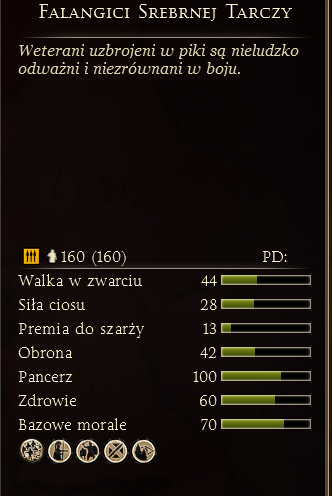 Falangici Srebrnej Tarczy
Weterani uzbrojeni w piki są nieludzko
odważni i niezrównani w boju.
160 (160) PD:
Walka w zwarciu 44
Siła ciosu 28
Premia do szarży 13
Obrona 42
Pancerz 100
Zdrowie 60
Bazowe morale 70